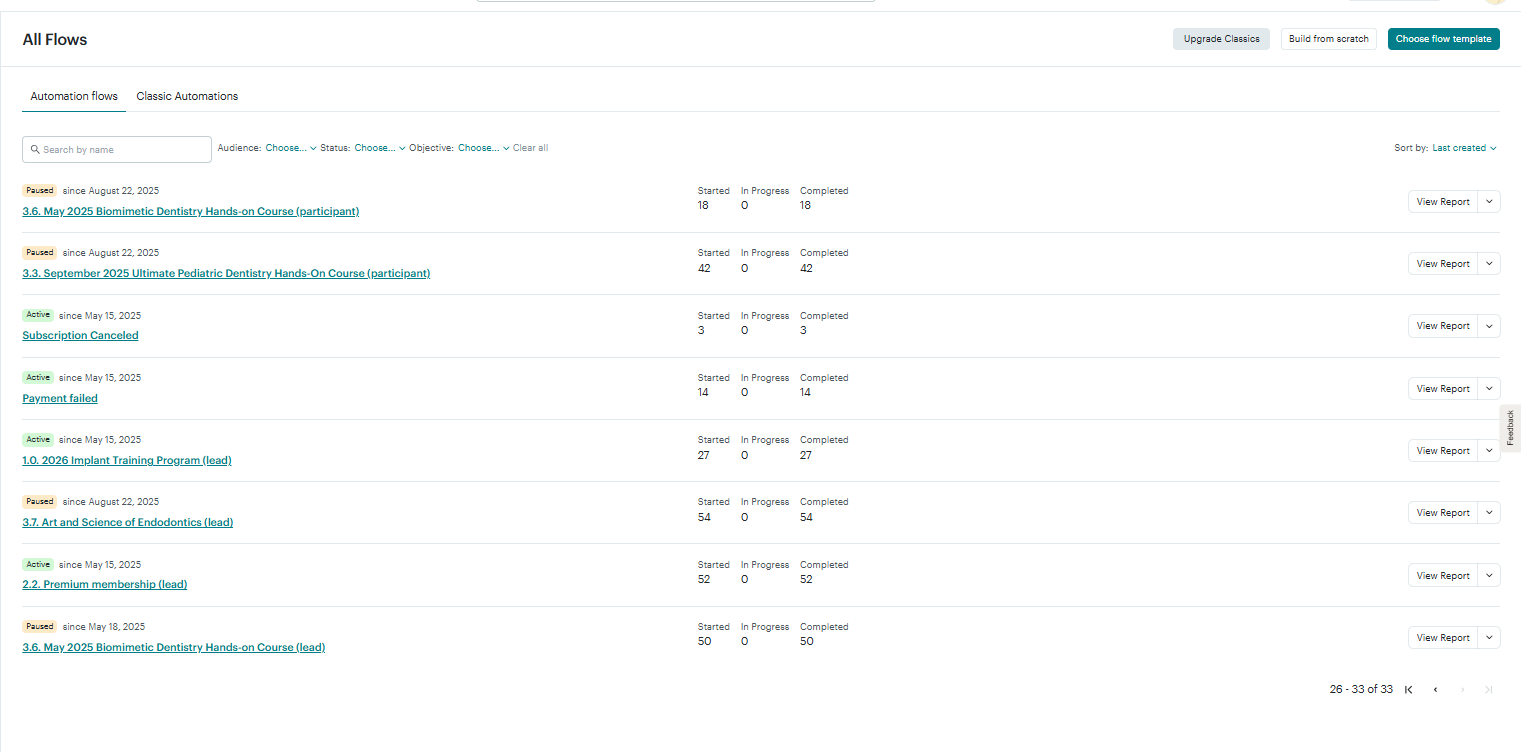 All Flows
Upgrade Classics
Build from scratch
Choose flow template
Automation flows
Classic Automations
Search by name
Audience: Choose...
Status: Choose...
Objective: Choose...
Clear all
Sort by: Last created
Paused since August 22, 2025
3.6. May 2025 Biomimetic Dentistry Hands-on Course (participant)
Started In Progress Completed
18 0 18
View Report
Paused since August 22, 2025
3.3. September 2025 Ultimate Pediatric Dentistry Hands-On Course (participant)
Started In Progress Completed
42 0 42
View Report
Active since May 15, 2025
Subscription Canceled
Started In Progress Completed
3 0 3
View Report
Active since May 15, 2025
Payment failed
Started In Progress Completed
14 0 14
View Report
Active since May 15, 2025
1.0. 2026 Implant Training Program (lead)
Started In Progress Completed
27 0 27
View Report
Feedback
Paused since August 22, 2025
3.7. Art and Science of Endodontics (lead)
Started In Progress Completed
54 0 54
View Report
Active since May 15, 2025
2.2. Premium membership (lead)
Started In Progress Completed
52 0 52
View Report
Paused since May 18, 2025
3.6. May 2025 Biomimetic Dentistry Hands-on Course (lead)
Started In Progress Completed
50 0 50
View Report
26 - 33 of 33